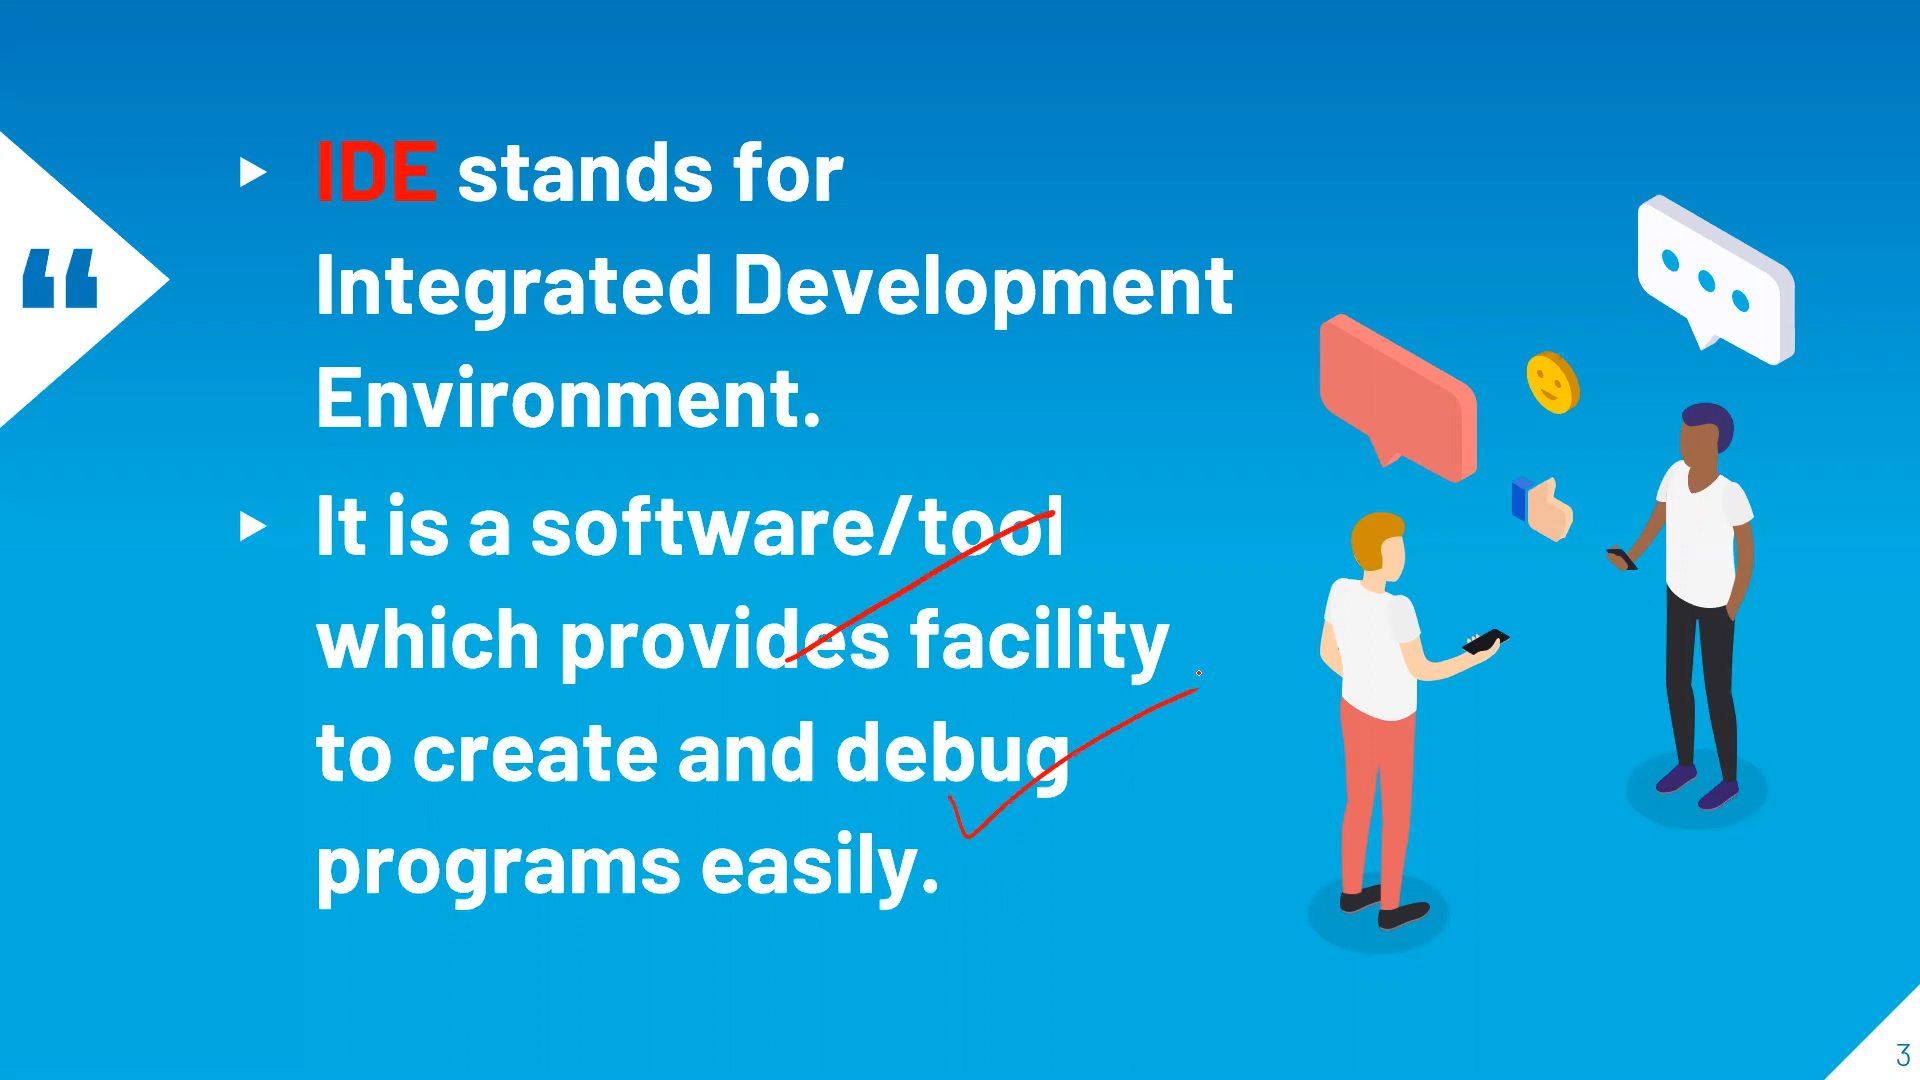 “
IDE stands for
Integrated Development
Environment.
It is a software/tool
which provides facility
to create and debug
programs easily.
3